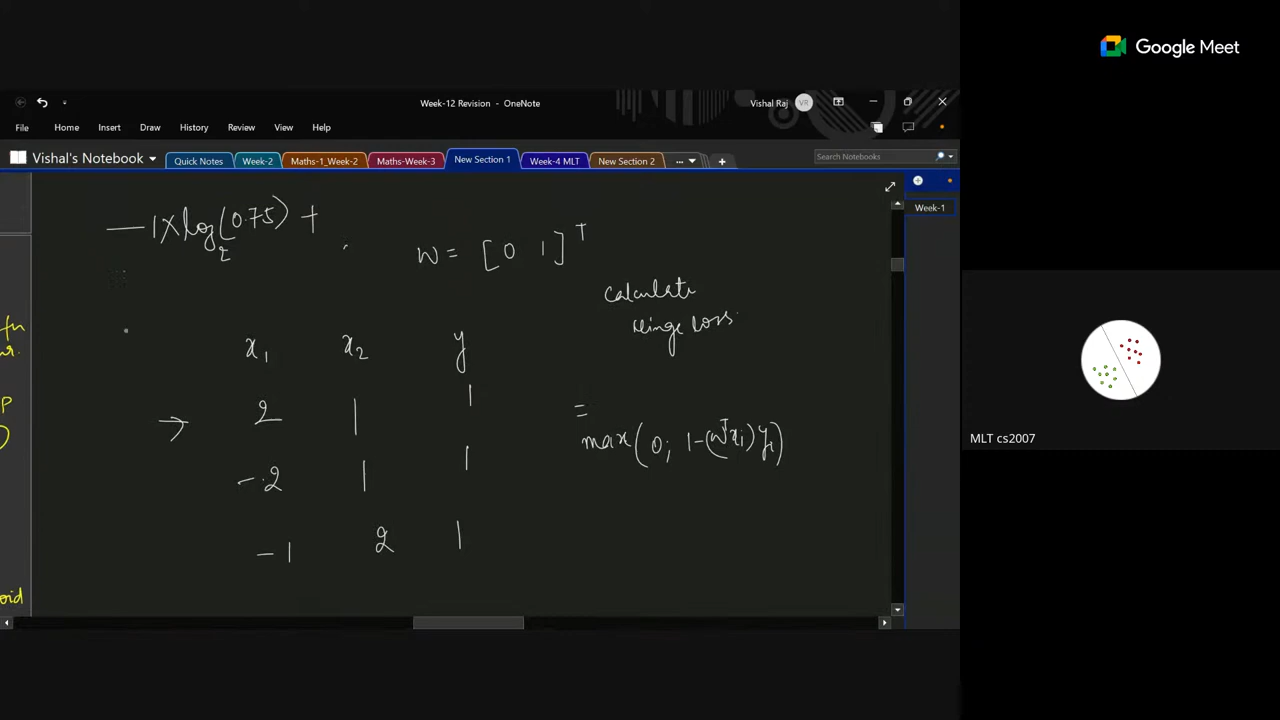 Google Meet
Week-12 Revision - OneNote
Vishal Raj VR
File Home Insert Draw History Review View Help
Vishal's Notebook Quick Notes Week-2 Maths-1_Week-2 Maths-Week-3 New Section 1 Week-4 MLT New Section 2 ... + Search Notebooks
Week-1
—1×log₂(0.75) +
w = [0 1]ᵀ
calculate
Hinge loss
x₁ x₂ y
→ 2 1 1
=
max(0, 1-(wᵀxᵢ)yᵢ)
-2 1 1
-1 2 1
MLT cs2007
oid